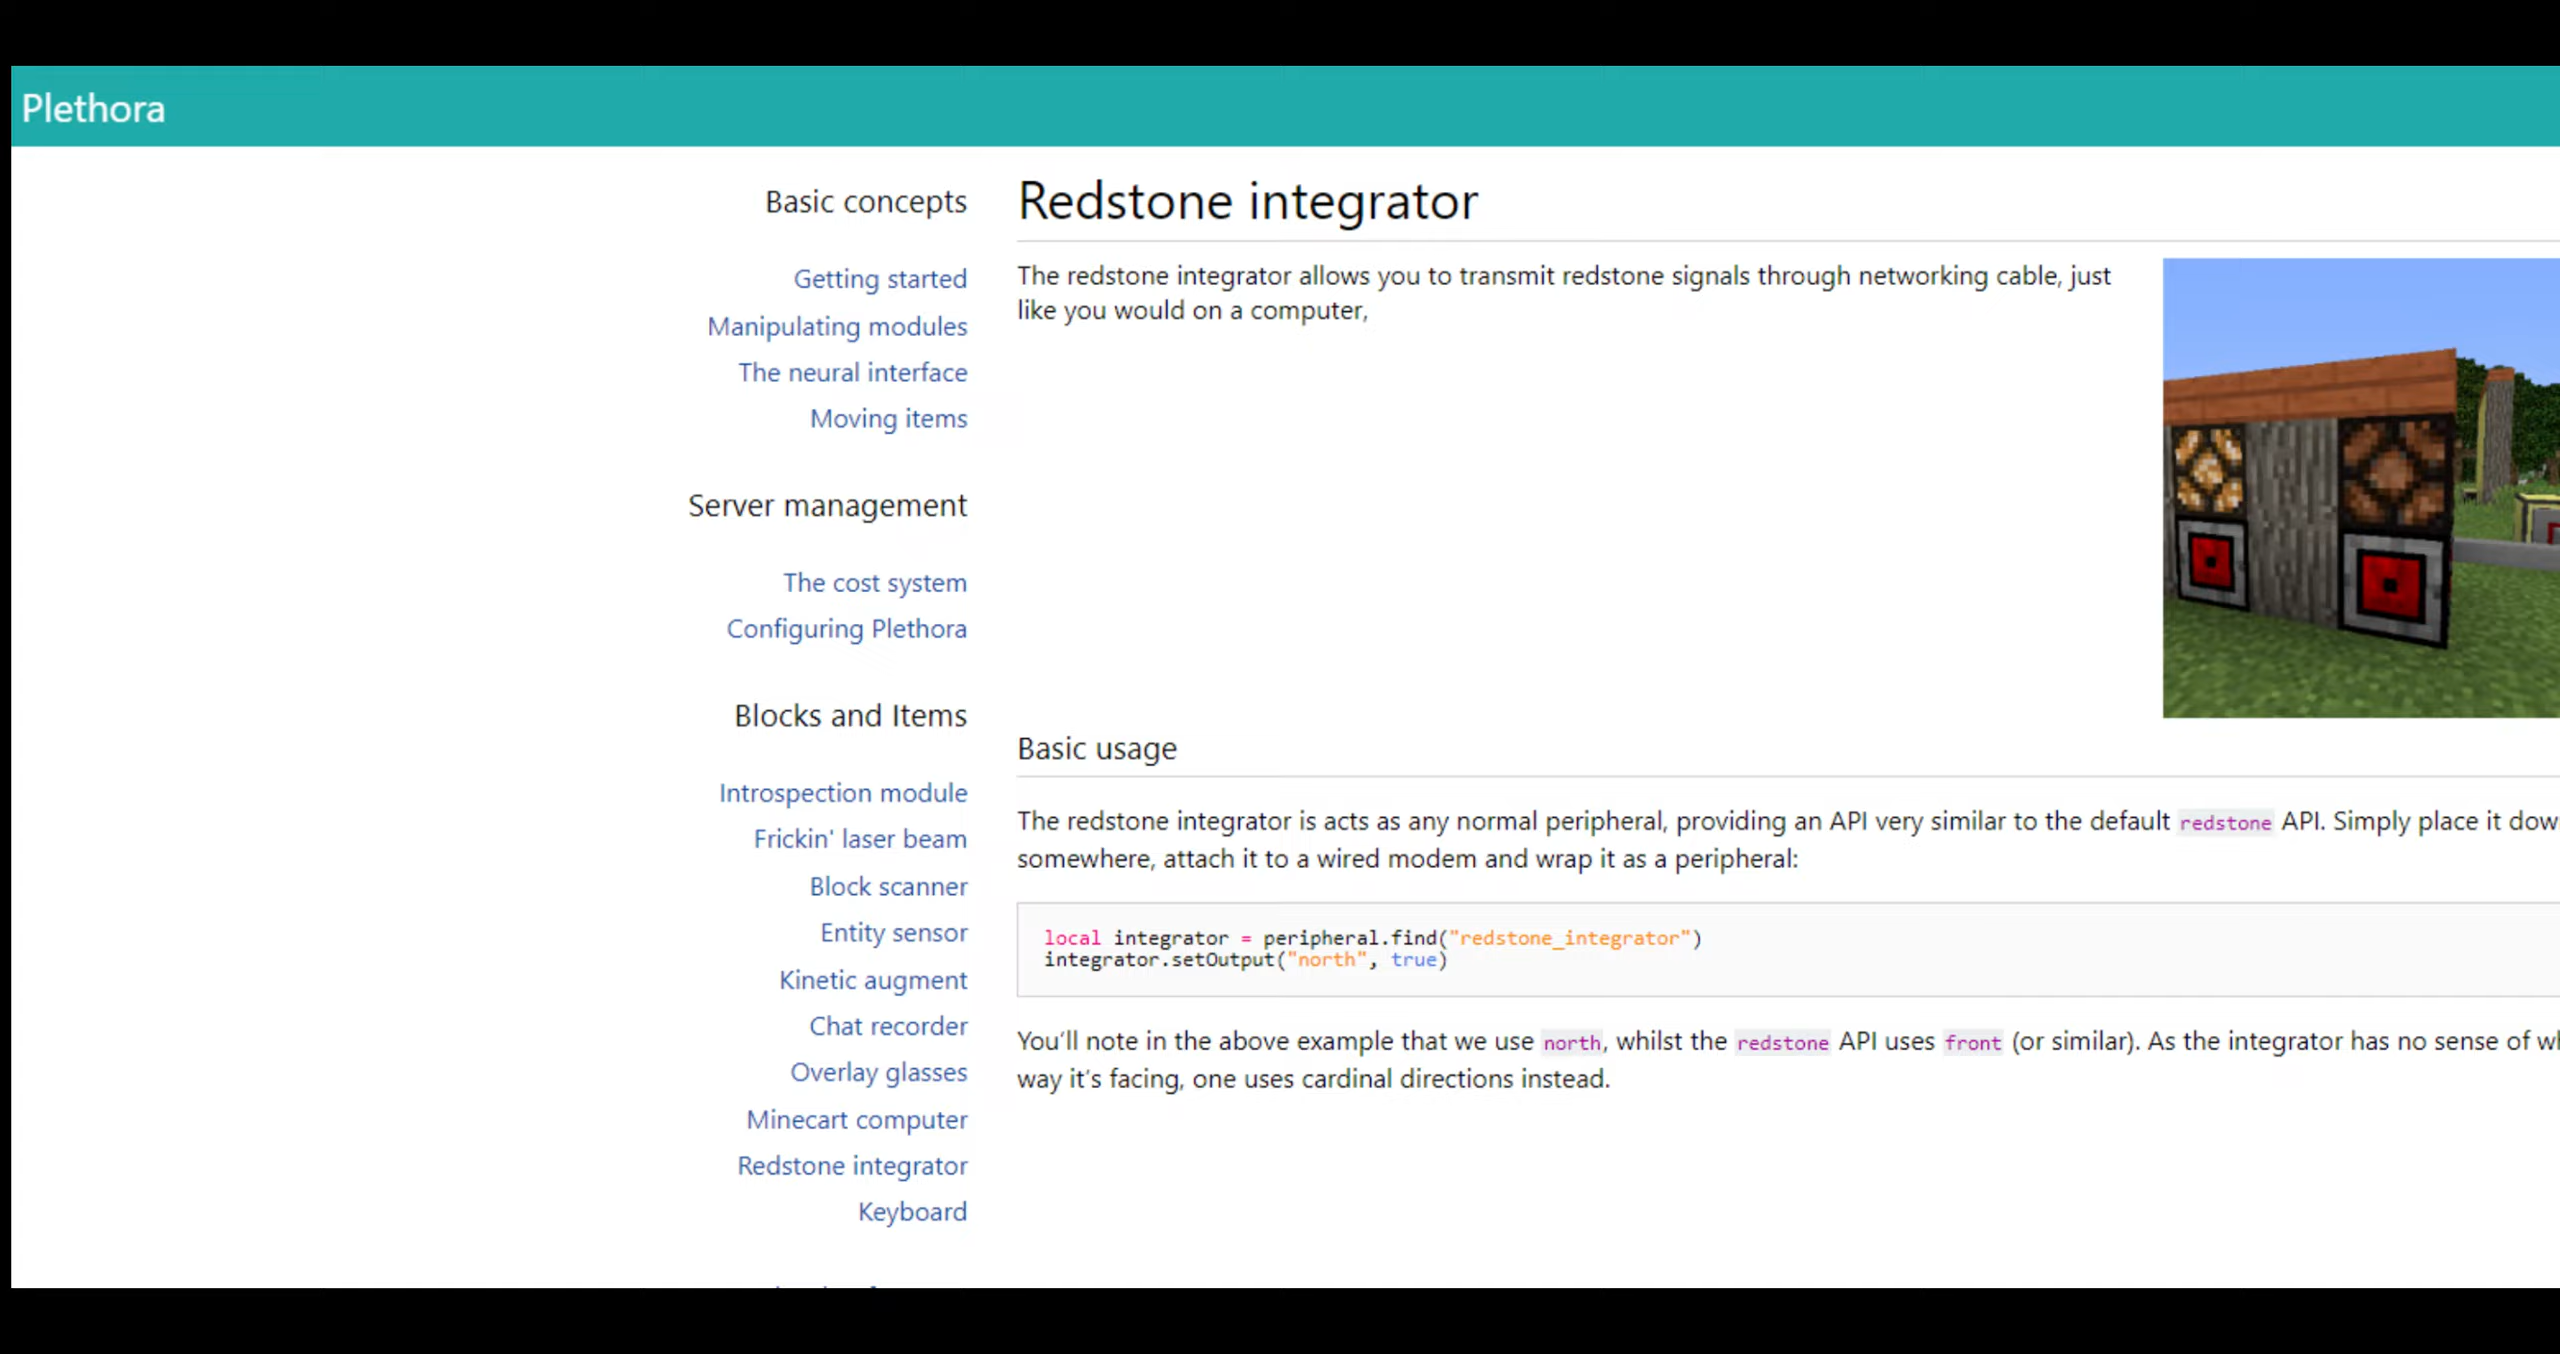 Plethora
Basic concepts
Getting started
Manipulating modules
The neural interface
Moving items
Server management
The cost system
Configuring Plethora
Blocks and Items
Introspection module
Frickin' laser beam
Block scanner
Entity sensor
Kinetic augment
Chat recorder
Overlay glasses
Minecart computer
Redstone integrator
Keyboard
Redstone integrator
The redstone integrator allows you to transmit redstone signals through networking cable, just
like you would on a computer,
Basic usage
The redstone integrator is acts as any normal peripheral, providing an API very similar to the default redstone API. Simply place it dow
somewhere, attach it to a wired modem and wrap it as a peripheral:
local integrator = peripheral.find("redstone_integrator")
integrator.setOutput("north", true)
You'll note in the above example that we use north, whilst the redstone API uses front (or similar). As the integrator has no sense of w
way it's facing, one uses cardinal directions instead.